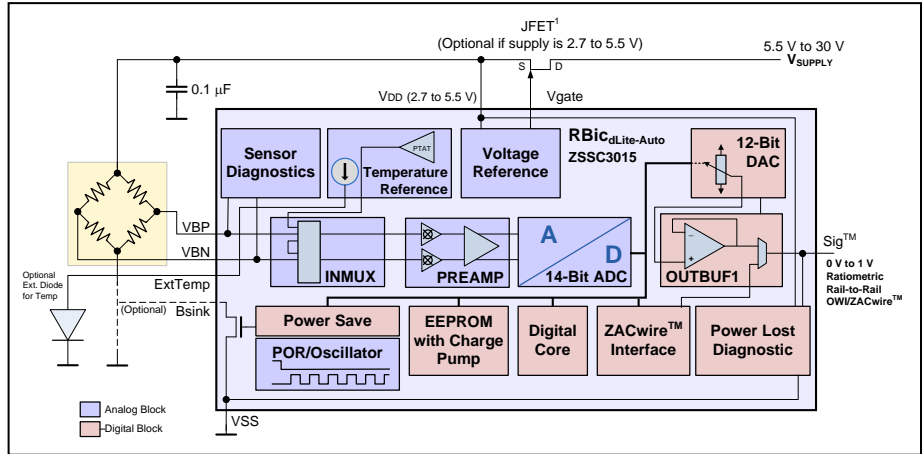 JFET1
(Optional if supply is 2.7 to 5.5 V)
5.5 V to 30 V
VSUPPLY
S
D
0.1 µF
VDD (2.7 to 5.5 V)
Vgate
Sensor
Diagnostics
PTAT
Temperature
Reference
Voltage
Reference
RBicdLite-Auto
ZSSC3015
12-Bit
DAC
VBP
VBN
INMUX
PREAMP
A
D
14-Bit ADC
OUTBUF1
SigTM
0 V to 1 V
Ratiometric
Rail-to-Rail
OWI/ZACwireTM
Optional
Ext. Diode
for Temp
ExtTemp
(Optional)
Bsink
Power Save
POR/Oscillator
EEPROM
with Charge
Pump
Digital
Core
ZACwireTM
Interface
Power Lost
Diagnostic
Analog Block
Digital Block
VSS